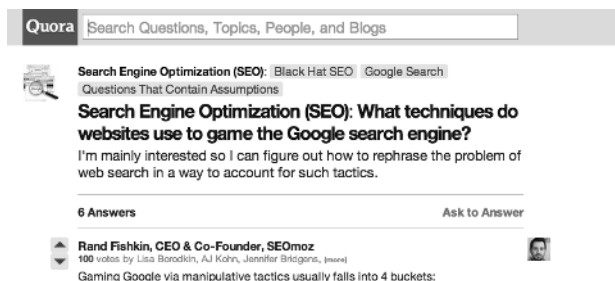 Quora Search Questions, Topics, People, and Blogs
Search Engine Optimization (SEO): Black Hat SEO Google Search
Questions That Contain Assumptions
Search Engine Optimization (SEO): What techniques do
websites use to game the Google search engine?
I'm mainly interested so I can figure out how to rephrase the problem of
web search in a way to account for such tactics.
6 Answers Ask to Answer
Rand Fishkin, CEO & Co-Founder, SEOmoz
100 votes by Lisa Borodkin, AJ Kohn, Jennifer Bridgens, (more)
Gaming Google via manipulative tactics usually falls into 4 buckets: